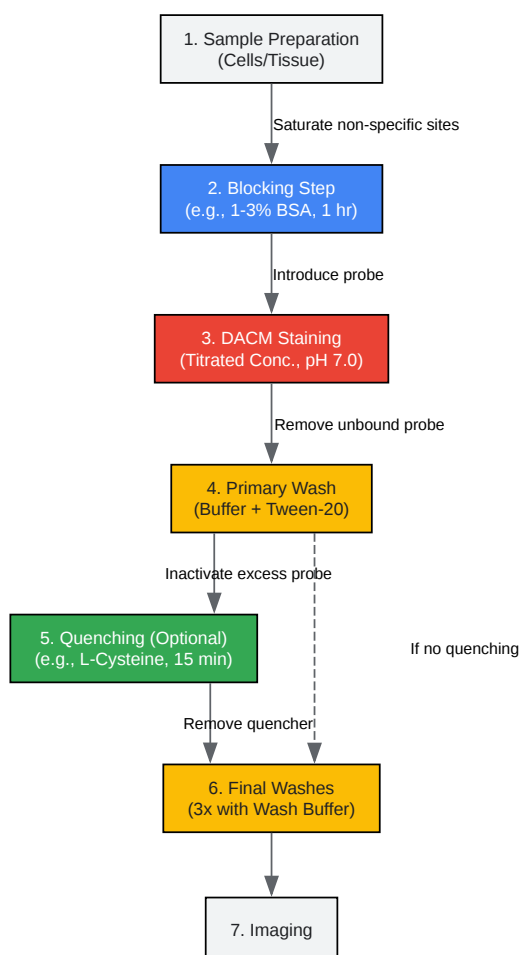 1. Sample Preparation
(Cells/Tissue)
Saturate non-specific sites
2. Blocking Step
(e.g., 1-3% BSA, 1 hr)
Introduce probe
3. DACM Staining
(Titrated Conc., pH 7.0)
Remove unbound probe
4. Primary Wash
(Buffer + Tween-20)
Inactivate excess probe
5. Quenching (Optional)
(e.g., L-Cysteine, 15 min)
If no quenching
Remove quencher
6. Final Washes
(3x with Wash Buffer)
7. Imaging